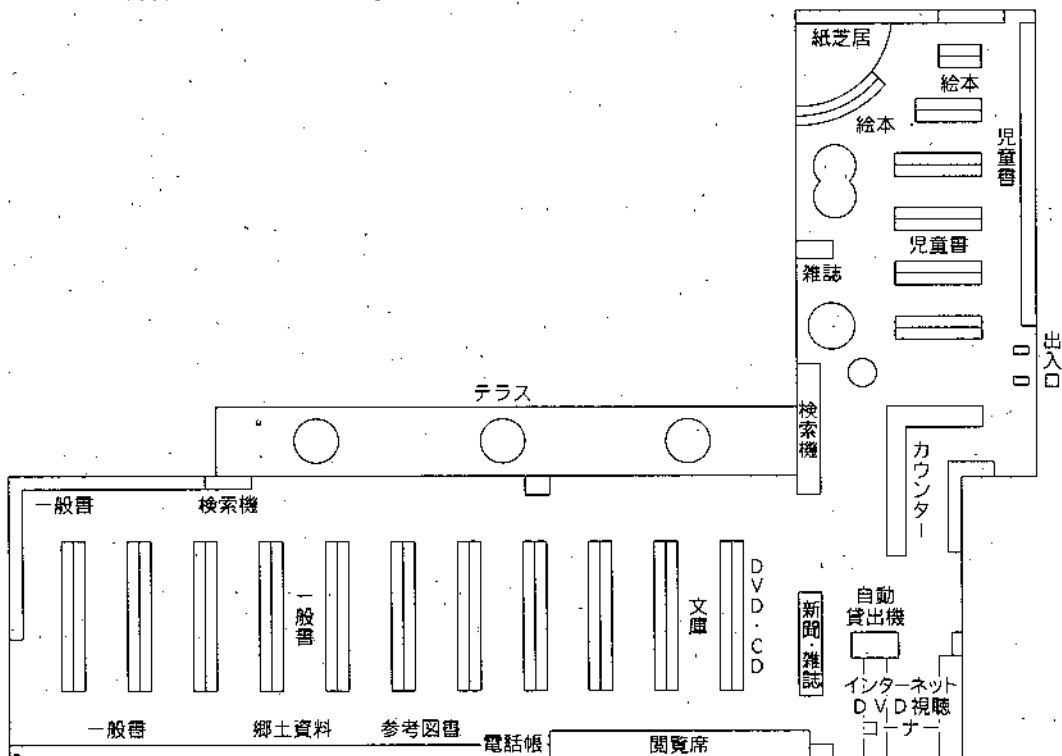 紙芝居
絵本
絵本
児童書
児童書
雑誌
出入口
テラス
検索機
カウンター
一般書
検索機
一般書
文庫
DVD・CD
新聞・雑誌
自動
貸出機
インターネット
DVD視聴
コーナー
一般書
郷土資料
参考図書
電話帳
閲覧席